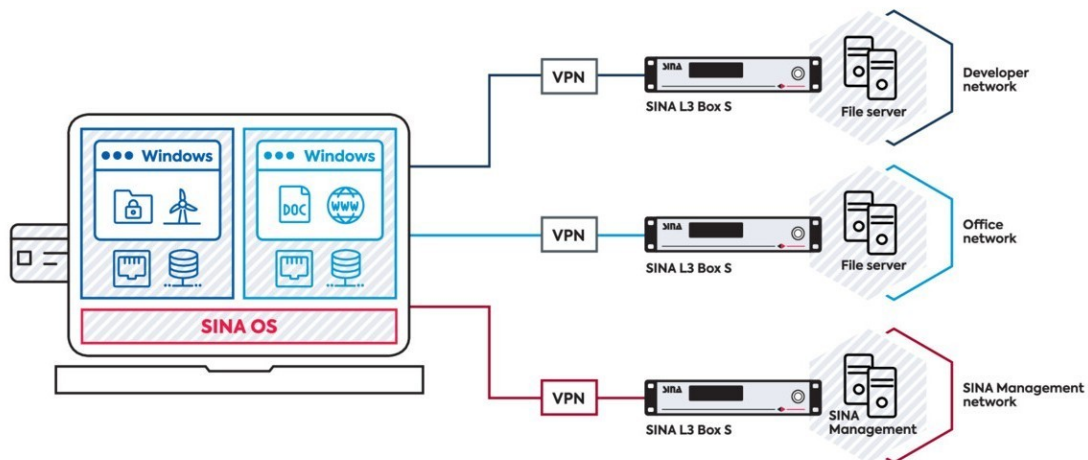 Windows
Windows
DOC
WWW
SINA OS
VPN
SINA
SINA L3 Box S
File server
Developer
network
VPN
SINA
SINA L3 Box S
File server
Office
network
VPN
SINA
SINA L3 Box S
SINA
Management
SINA Management
network